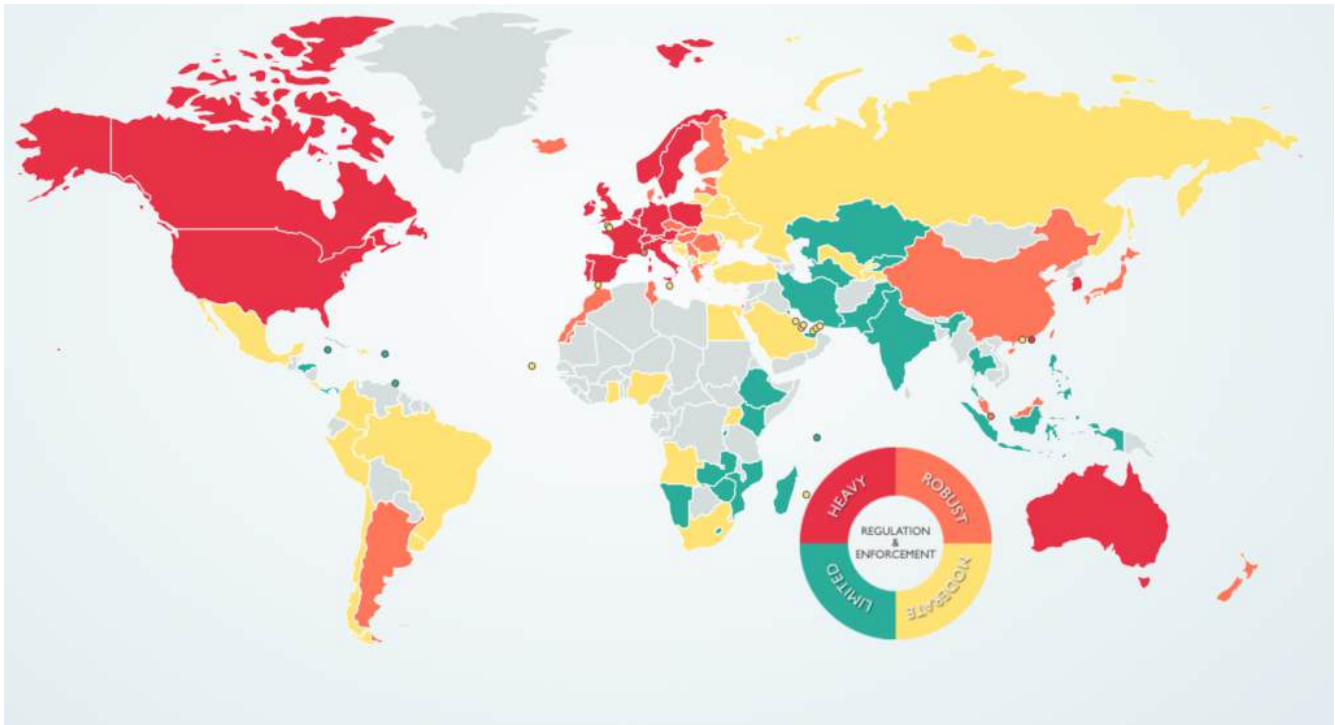 HEAVY
ROBUST
REGULATION
&
ENFORCEMENT
LIMITED
MODERATE